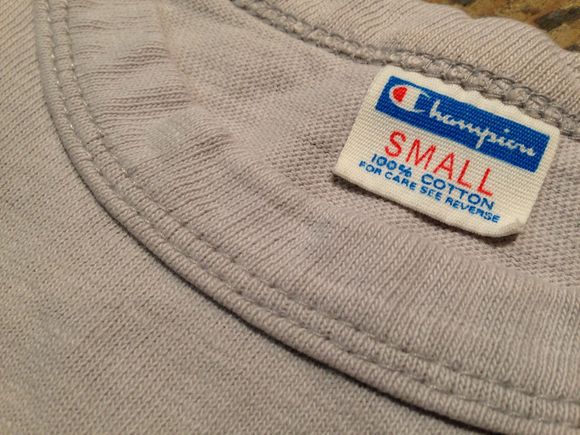 Champion
SMALL
100% COTTON
FOR CARE SEE REVERSE